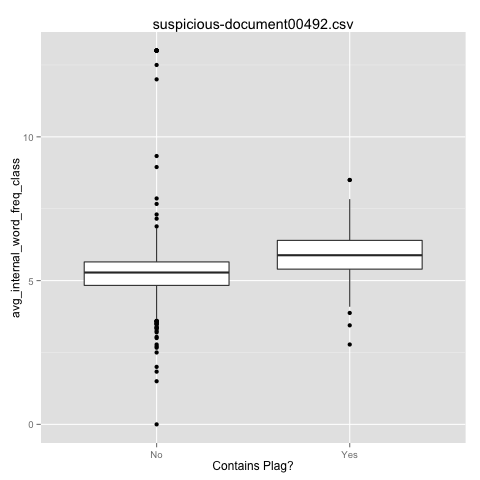 suspicious-document00492.csv
avg_internal_word_freq_class
10
5
0
No
Yes
Contains Plag?